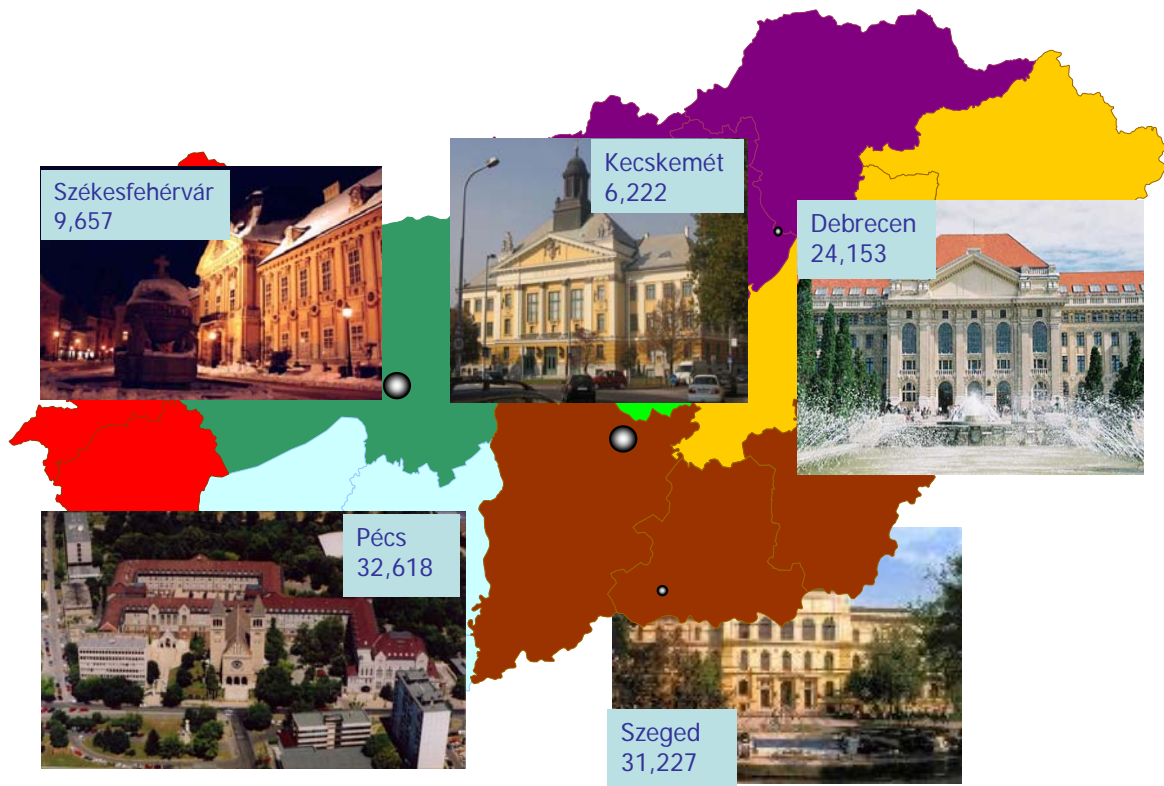 Székesfehérvár
9,657
Kecskemét
6,222
Debrecen
24,153
Pécs
32,618
Szeged
31,227